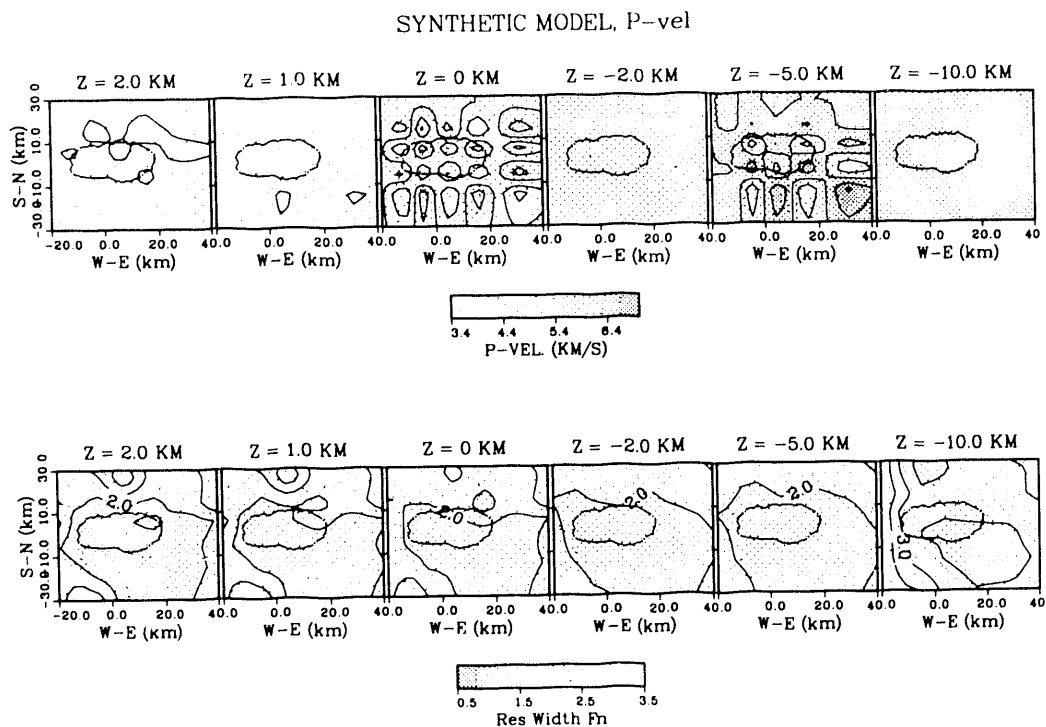 SYNTHETIC MODEL, P-vel
Z = 2.0 KM Z = 1.0 KM Z = 0 KM Z = -2.0 KM Z = -5.0 KM Z = -10.0 KM
S-N (km)
30.0
10.0
-10.0
-30.0
-20.0 0.0 20.0 40.0 0.0 20.0 40.0 0.0 20.0 40.0 0.0 20.0 40.0 0.0 20.0 40.0 0.0 20.0 40
W-E (km) W-E (km) W-E (km) W-E (km) W-E (km) W-E (km)
3.4 4.4 5.4 6.4
P-VEL. (KM/S)
Z = 2.0 KM Z = 1.0 KM Z = 0 KM Z = -2.0 KM Z = -5.0 KM Z = -10.0 KM
S-N (km)
30.0
10.0
-10.0
-30.0
2.0 2.0 2.0 2.0 3.0
-20.0 0.0 20.0 40.0 0.0 20.0 40.0 0.0 20.0 40.0 0.0 20.0 40.0 0.0 20.0 40.0 0.0 20.0 40
W-E (km) W-E (km) W-E (km) W-E (km) W-E (km) W-E (km)
0.5 1.5 2.5 3.5
Res Width Fn